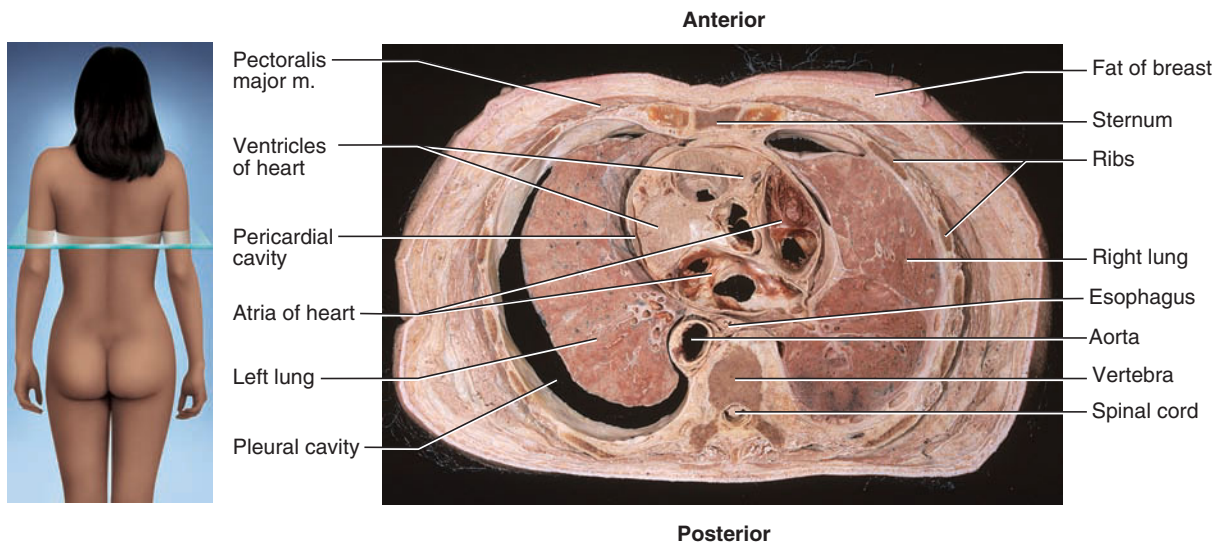 Anterior
Pectoralis
major m.
Ventricles
of heart
Pericardial
cavity
Atria of heart
Left lung
Pleural cavity
Fat of breast
Sternum
Ribs
Right lung
Esophagus
Aorta
Vertebra
Spinal cord
Posterior